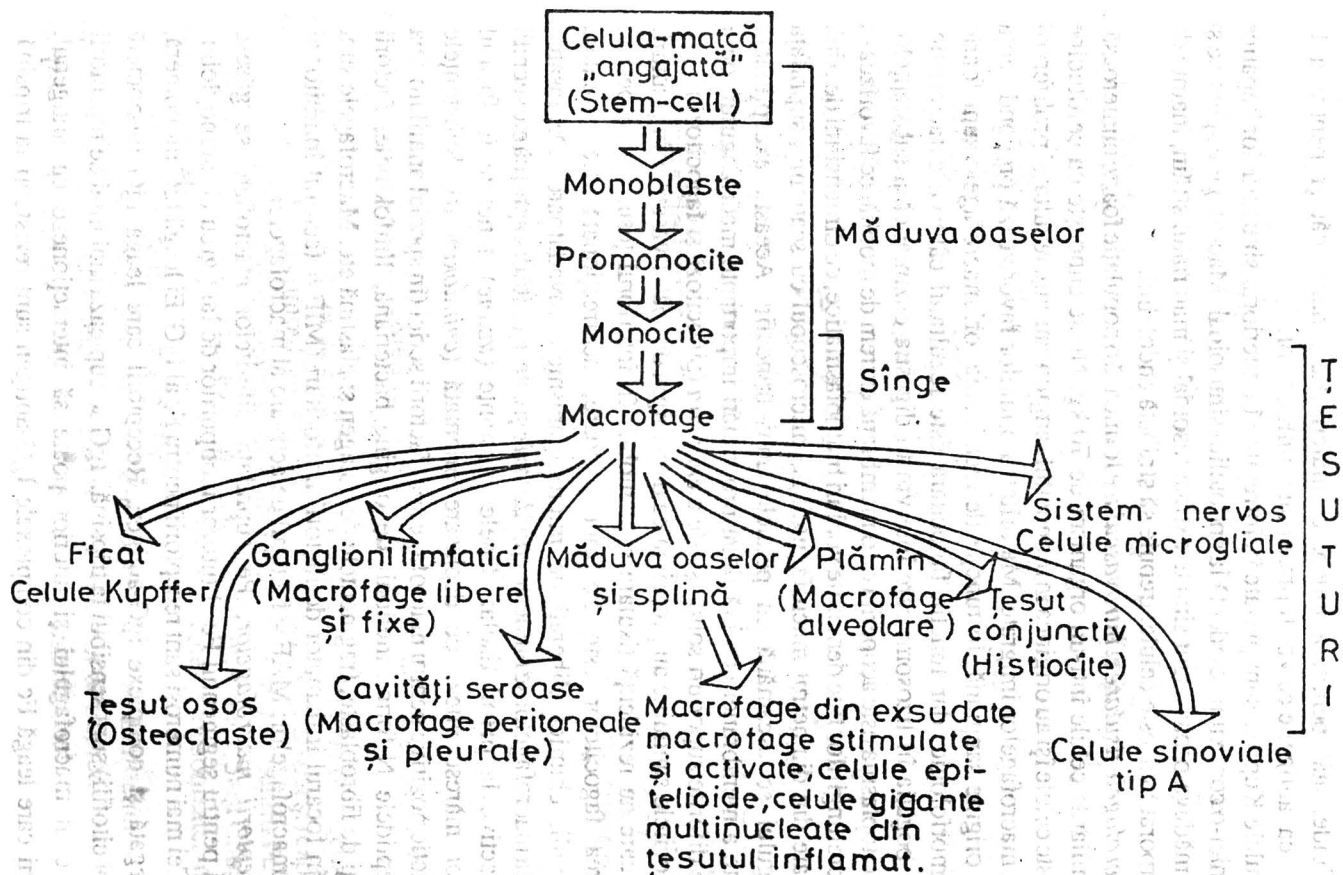 Celula-matcă
„angajată”
(Stem-cell)
Monoblaste
Promonocite
Monocite
Macrofage
Măduva oaselor
Sînge
ȚESUTURI
Ficat
Celule Kupffer
Ganglioni limfatici
(Macrofage libere
și fixe)
Măduva oaselor
și splină
Plămîn
(Macrofage
alveolare)
Țesut
conjunctiv
(Histiocite)
Sistem nervos
Celule microgliale
Țesut osos
(Osteoclaste)
Cavități seroase
(Macrofage peritoneale
și pleurale)
Macrofage din exsudate
macrofage stimulate
și activate, celule epi-
telioide, celule gigante
multinucleate din
țesutul inflamat.
Celule sinoviale
tip A